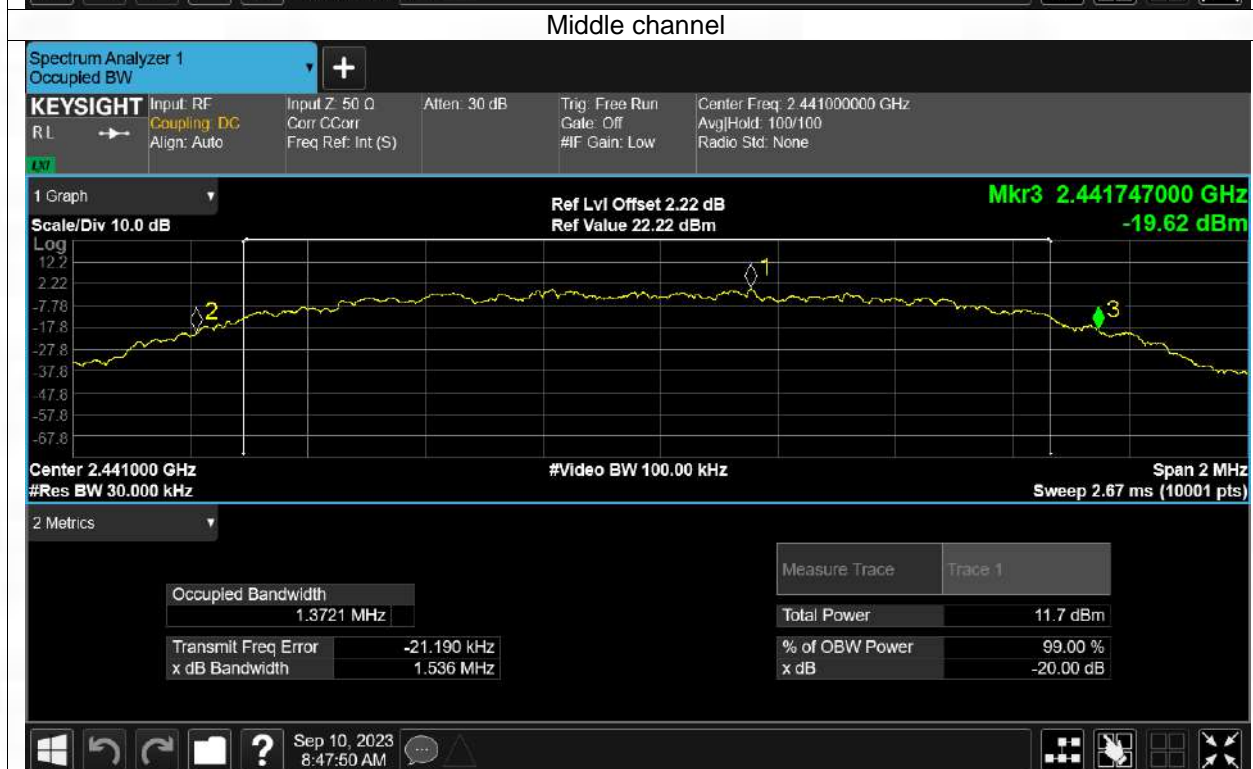 Middle channel
Spectrum Analyzer 1
Occupied BW
+
KEYSIGHT Input: RF Input Z: 50 Ω Atten: 30 dB Trig: Free Run Center Freq: 2.441000000 GHz
RL Coupling: DC Corr CCorr Gate: Off Avg|Hold: 100/100
Align: Auto Freq Ref: Int (S) #IF Gain: Low Radio Std: None
LXI
1 Graph Ref Lvl Offset 2.22 dB Mkr3 2.441747000 GHz
Scale/Div 10.0 dB Ref Value 22.22 dBm -19.62 dBm
Log
12.2
1
2.22
-7.78
2
3
-17.8
-27.8
-37.8
-47.8
-57.8
-67.8
Center 2.441000 GHz #Video BW 100.00 kHz Span 2 MHz
#Res BW 30.000 kHz Sweep 2.67 ms (10001 pts)
2 Metrics
Measure Trace Trace 1
Occupied Bandwidth
1.3721 MHz Total Power 11.7 dBm
Transmit Freq Error -21.190 kHz % of OBW Power 99.00 %
x dB Bandwidth 1.536 MHz x dB -20.00 dB
? Sep 10, 2023
8:47:50 AM